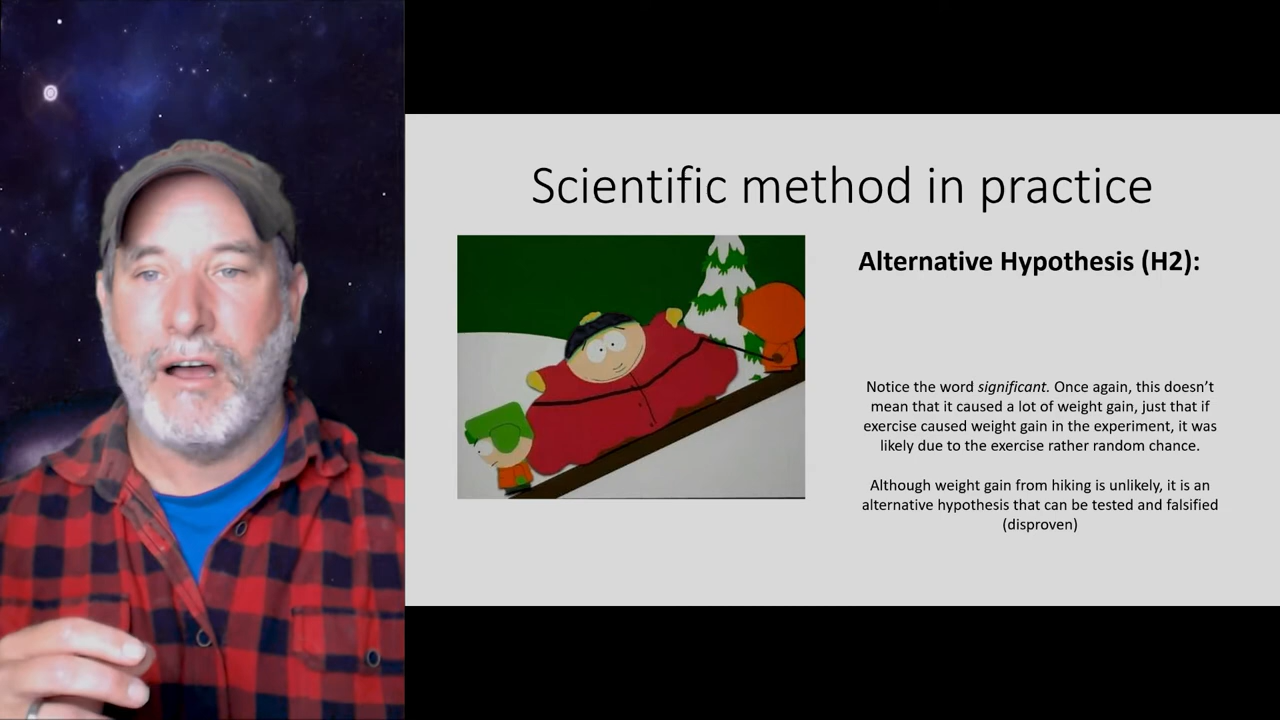 Scientific method in practice
Alternative Hypothesis (H2):
Notice the word significant. Once again, this doesn't
mean that it caused a lot of weight gain, just that if
exercise caused weight gain in the experiment, it was
likely due to the exercise rather random chance.
Although weight gain from hiking is unlikely, it is an
alternative hypothesis that can be tested and falsified
(disproven)